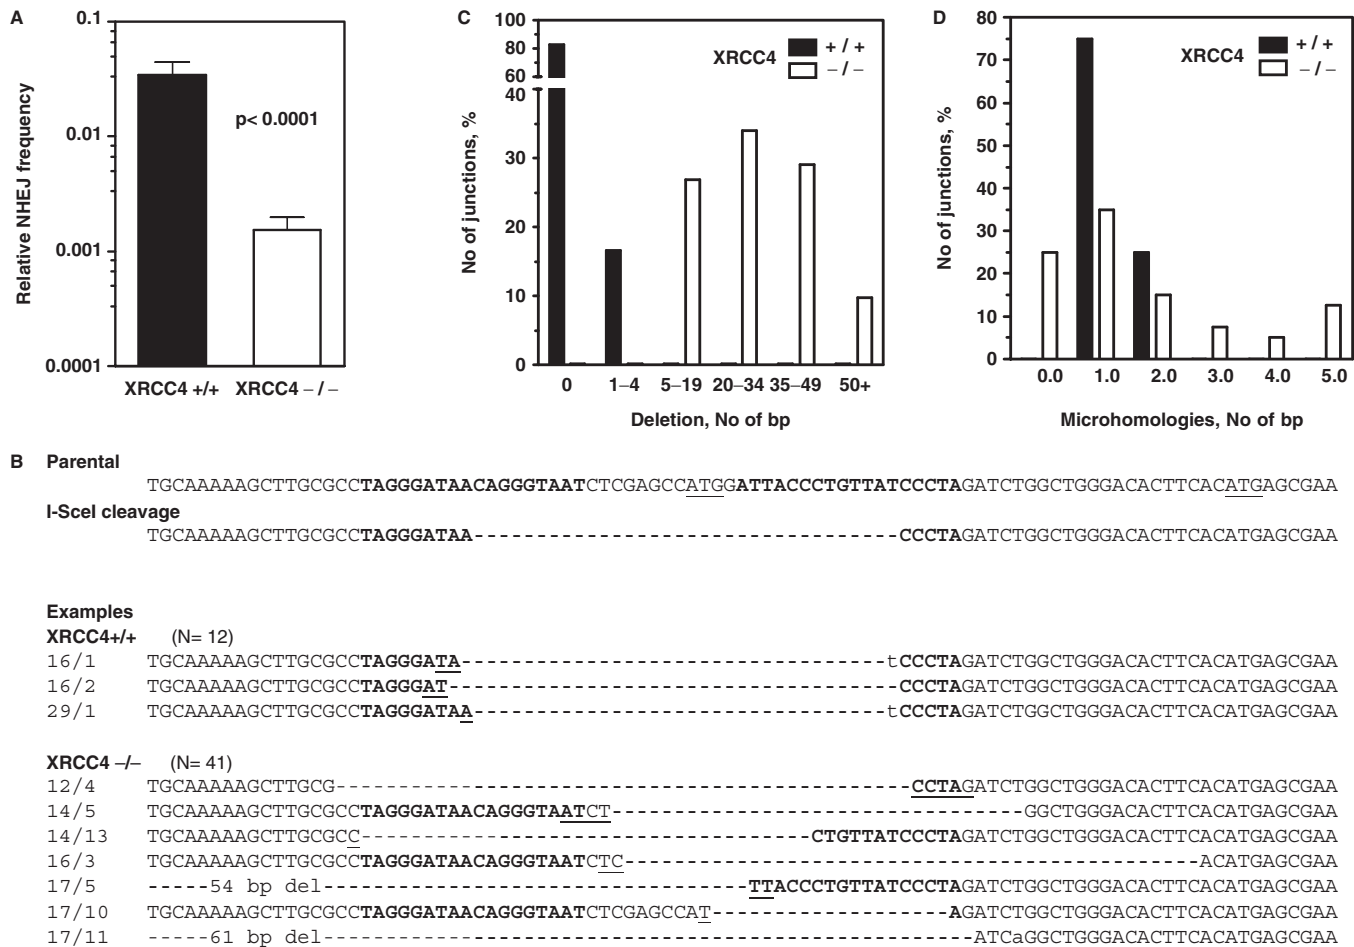 A
0.1
0.01
0.001
0.0001
Relative NHEJ frequency
p< 0.0001
XRCC4 +/+
XRCC4 −/−
C
100
80
60
40
30
20
10
0
No of junctions, %
XRCC4
+/+
−/−
0
1−4
5−19
20−34
35−49
50+
Deletion, No of bp
D
80
70
60
50
40
30
20
10
0
No of junctions, %
XRCC4
+/+
−/−
0.0
1.0
2.0
3.0
4.0
5.0
Microhomologies, No of bp
B
Parental
TGCAAAAAGCTTGCGCCTAGGGATAACAGGGTAATCTCGAGCCATGGATTACCCTGTTATCCCTAGATCTGGCTGGGACACTTCACATGAGCGAA
I-SceI cleavage
TGCAAAAAGCTTGCGCCTAGGGATAA----------------------------------CCCTAGATCTGGCTGGGACACTTCACATGAGCGAA
Examples
XRCC4+/+ (N= 12)
16/1 TGCAAAAAGCTTGCGCCTAGGGATA----------------------------------tCCCTAGATCTGGCTGGGACACTTCACATGAGCGAA
16/2 TGCAAAAAGCTTGCGCCTAGGGAT------------------------------------CCCTAGATCTGGCTGGGACACTTCACATGAGCGAA
29/1 TGCAAAAAGCTTGCGCCTAGGGATAA---------------------------------tCCCTAGATCTGGCTGGGACACTTCACATGAGCGAA
XRCC4 −/− (N= 41)
12/4 TGCAAAAAGCTTGCG----------------------------------------------CCTAGATCTGGCTGGGACACTTCACATGAGCGAA
14/5 TGCAAAAAGCTTGCGCCTAGGGATAACAGGGTAATCT---------------------------------GGCTGGGACACTTCACATGAGCGAA
14/13 TGCAAAAAGCTTGCGCC------------------------------------CTGTTATCCCTAGATCTGGCTGGGACACTTCACATGAGCGAA
16/3 TGCAAAAAGCTTGCGCCTAGGGATAACAGGGTAATCTC----------------------------------------------ACATGAGCGAA
17/5 -----54 bp del----------------------------------TTACCCTGTTATCCCTAGATCTGGCTGGGACACTTCACATGAGCGAA
17/10 TGCAAAAAGCTTGCGCCTAGGGATAACAGGGTAATCTCGAGCCAT--------------------AGATCTGGCTGGGACACTTCACATGAGCGAA
17/11 -----61 bp del----------------------------------------------------ATCaGGCTGGGACACTTCACATGAGCGAA